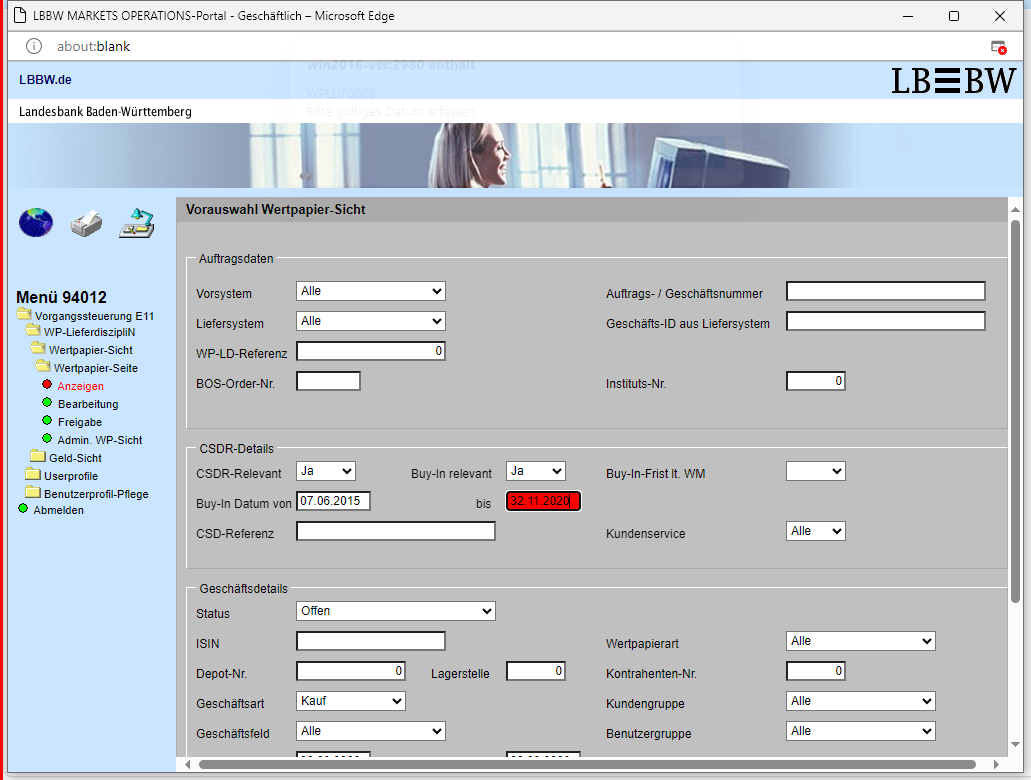 LBBW MARKETS OPERATIONS-Portal - Geschäftlich – Microsoft Edge
about:blank
win2016-vss:2980 enthält
LBBW.de
LBBW
WPLDF0008
Bitte gültiges Datum erfassen
Landesbank Baden-Württemberg
Vorauswahl Wertpapier-Sicht
Menü 94012
Vorgangssteuerung E11
WP-LieferdiszipliN
Wertpapier-Sicht
Wertpapier-Seite
Anzeigen
Bearbeitung
Freigabe
Admin. WP-Sicht
Geld-Sicht
Userprofile
Benutzerprofil-Pflege
Abmelden
Auftragsdaten
Vorsystem Alle Auftrags- / Geschäftsnummer
Liefersystem Alle Geschäfts-ID aus Liefersystem
WP-LD-Referenz 0
BOS-Order-Nr. Instituts-Nr. 0
CSDR-Details
CSDR-Relevant Ja Buy-In relevant Ja Buy-In-Frist lt. WM
Buy-In Datum von 07.06.2015 bis 32.11.2020
CSD-Referenz Kundenservice Alle
Geschäftsdetails
Status Offen
ISIN Wertpapierart Alle
Depot-Nr. 0 Lagerstelle 0 Kontrahenten-Nr. 0
Geschäftsart Kauf Kundengruppe Alle
Geschäftsfeld Alle Benutzergruppe Alle